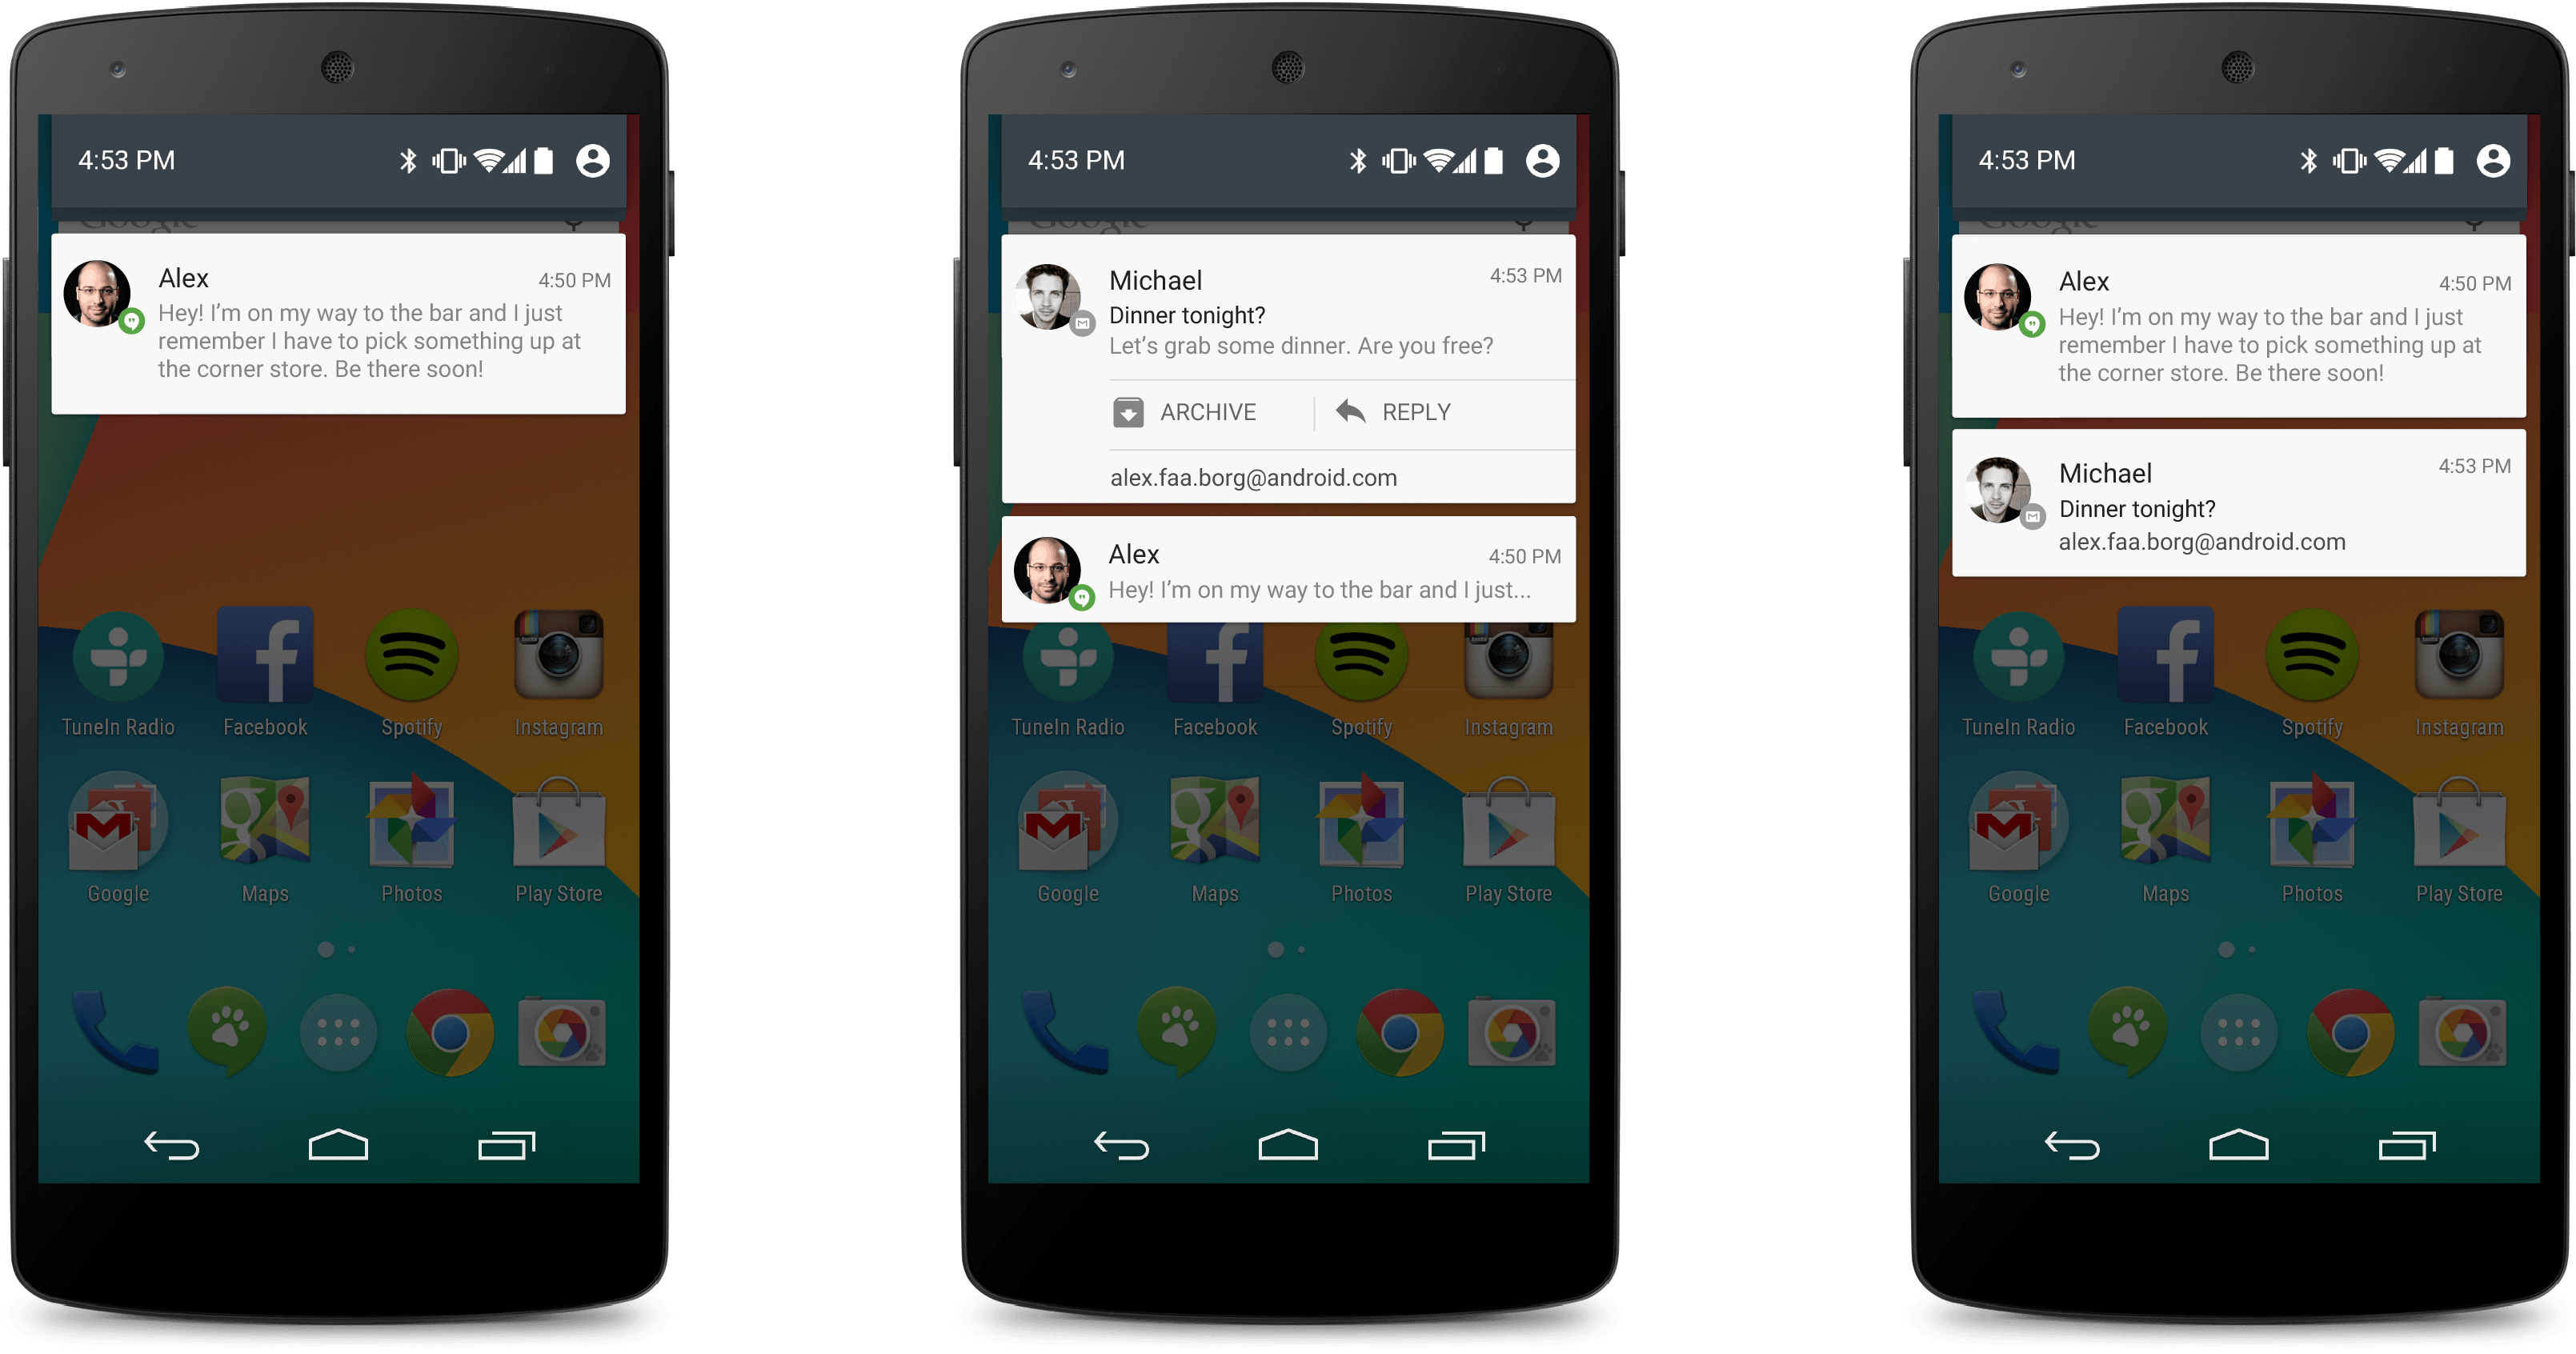 4:53 PM
Google
Alex
4:50 PM
Hey! I’m on my way to the bar and I just
remember I have to pick something up at
the corner store. Be there soon!
TuneIn Radio
Facebook
Spotify
Instagram
Google
Maps
Photos
Play Store
4:53 PM
Google
Michael
4:53 PM
Dinner tonight?
Let’s grab some dinner. Are you free?
ARCHIVE
REPLY
alex.faa.borg@android.com
Alex
4:50 PM
Hey! I’m on my way to the bar and I just...
TuneIn Radio
Facebook
Spotify
Instagram
Google
Maps
Photos
Play Store
4:53 PM
Google
Alex
4:50 PM
Hey! I’m on my way to the bar and I just
remember I have to pick something up at
the corner store. Be there soon!
Michael
4:53 PM
Dinner tonight?
alex.faa.borg@android.com
TuneIn Radio
Facebook
Spotify
Instagram
Google
Maps
Photos
Play Store